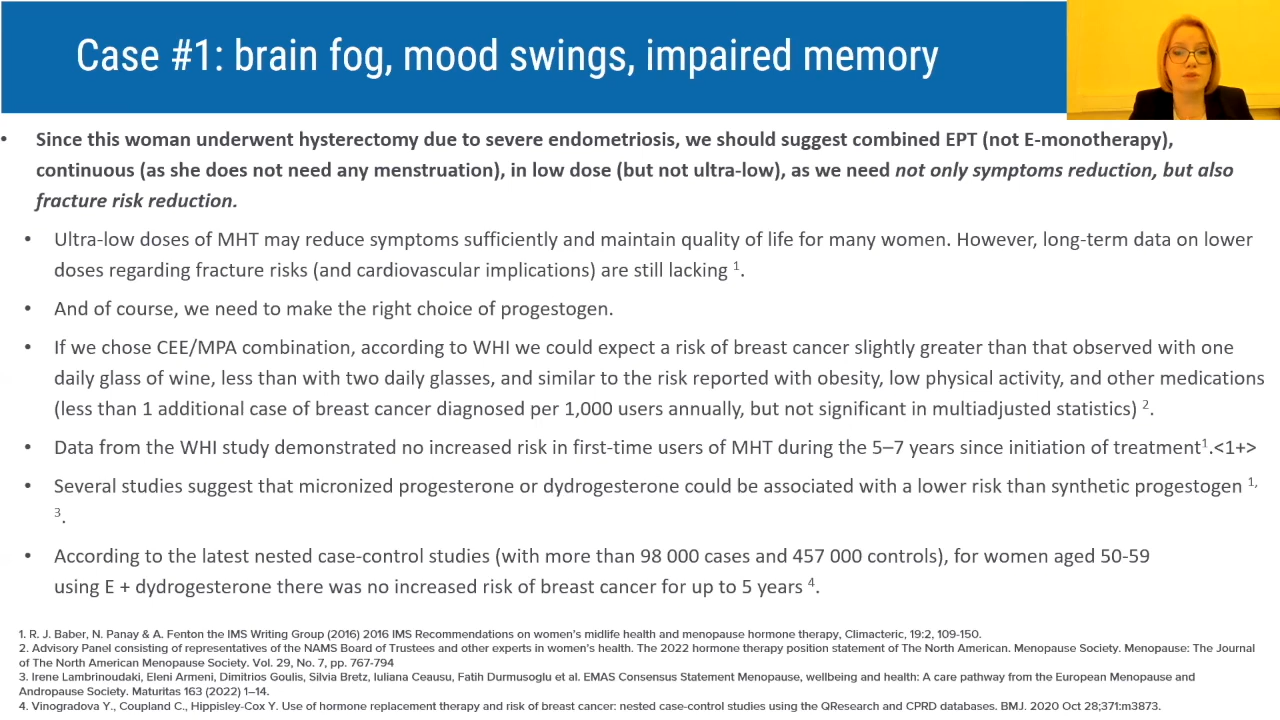 Case #1: brain fog, mood swings, impaired memory
• Since this woman underwent hysterectomy due to severe endometriosis, we should suggest combined EPT (not E-monotherapy),
continuous (as she does not need any menstruation), in low dose (but not ultra-low), as we need not only symptoms reduction, but also
fracture risk reduction.
• Ultra-low doses of MHT may reduce symptoms sufficiently and maintain quality of life for many women. However, long-term data on lower
doses regarding fracture risks (and cardiovascular implications) are still lacking 1.
• And of course, we need to make the right choice of progestogen.
• If we chose CEE/MPA combination, according to WHI we could expect a risk of breast cancer slightly greater than that observed with one
daily glass of wine, less than with two daily glasses, and similar to the risk reported with obesity, low physical activity, and other medications
(less than 1 additional case of breast cancer diagnosed per 1,000 users annually, but not significant in multiadjusted statistics) 2.
• Data from the WHI study demonstrated no increased risk in first-time users of MHT during the 5–7 years since initiation of treatment1.<1+>
• Several studies suggest that micronized progesterone or dydrogesterone could be associated with a lower risk than synthetic progestogen 1,
3.
• According to the latest nested case-control studies (with more than 98 000 cases and 457 000 controls), for women aged 50-59
using E + dydrogesterone there was no increased risk of breast cancer for up to 5 years 4.
1. R. J. Baber, N. Panay & A. Fenton the IMS Writing Group (2016) 2016 IMS Recommendations on women's midlife health and menopause hormone therapy, Climacteric, 19:2, 109-150.
2. Advisory Panel consisting of representatives of the NAMS Board of Trustees and other experts in women's health. The 2022 hormone therapy position statement of The North American. Menopause Society. Menopause: The Journal
of The North American Menopause Society. Vol. 29, No. 7, pp. 767-794
3. Irene Lambrinoudaki, Eleni Armeni, Dimitrios Goulis, Silvia Bretz, Iuliana Ceausu, Fatih Durmusoglu et al. EMAS Consensus Statement Menopause, wellbeing and health: A care pathway from the European Menopause and
Andropause Society. Maturitas 163 (2022) 1–14.
4. Vinogradova Y., Coupland C., Hippisley-Cox Y. Use of hormone replacement therapy and risk of breast cancer: nested case-control studies using the QResearch and CPRD databases. BMJ. 2020 Oct 28;371:m3873.